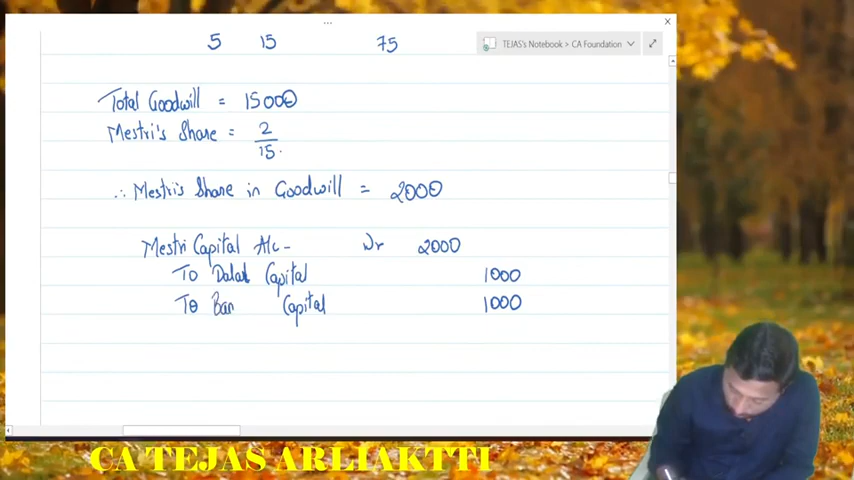 ...
5 15 75
TEJAS's Notebook > CA Foundation
Total Goodwill = 15000
Mestri's Share = 2
15
∴ Mestri's Share in Goodwill = 2000
Mestri Capital A/c - Dr 2000
To Dalal Capital 1000
To Ban Capital 1000
CA TEJAS ARLIAKTTI